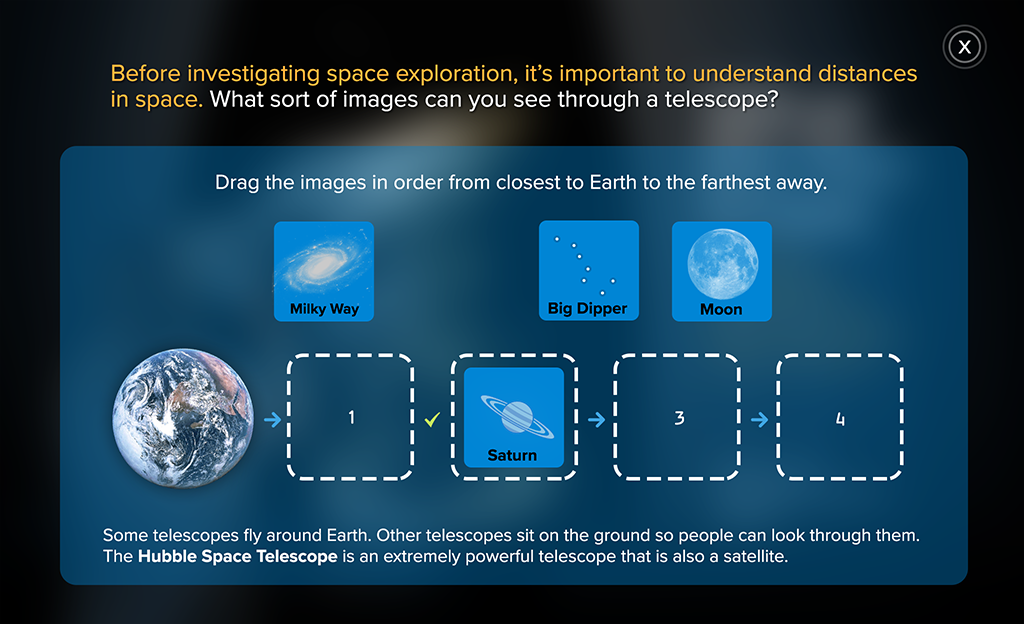 X
Before investigating space exploration, it’s important to understand distances
in space. What sort of images can you see through a telescope?
Drag the images in order from closest to Earth to the farthest away.
Milky Way
Big Dipper
Moon
1
Saturn
3
4
Some telescopes fly around Earth. Other telescopes sit on the ground so people can look through them.
The Hubble Space Telescope is an extremely powerful telescope that is also a satellite.